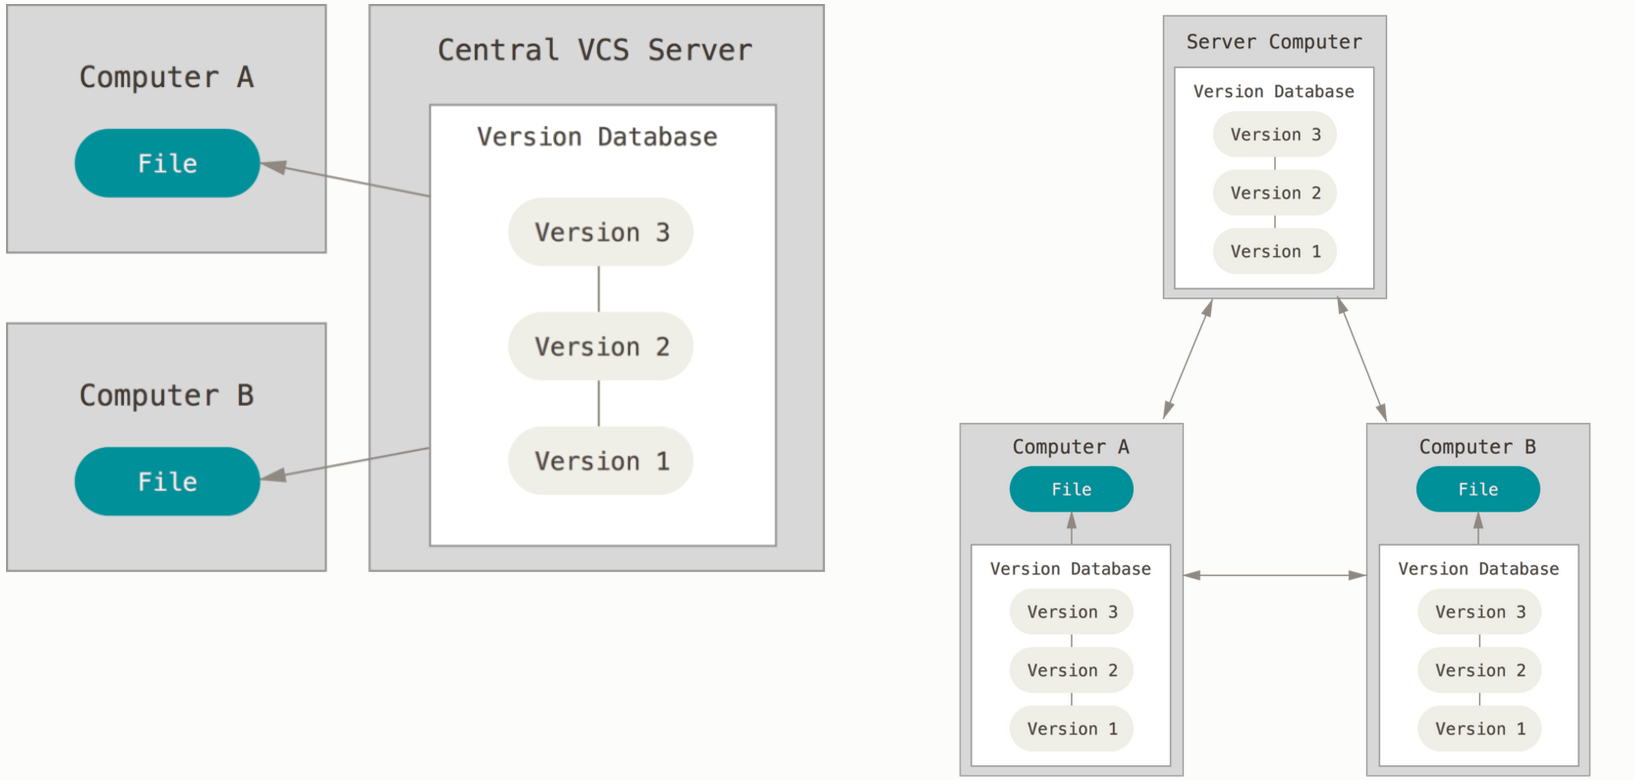 Computer A
File
Computer B
File
Central VCS Server
Version Database
Version 3
Version 2
Version 1
Server Computer
Version Database
Version 3
Version 2
Version 1
Computer A
File
Version Database
Version 3
Version 2
Version 1
Computer B
File
Version Database
Version 3
Version 2
Version 1